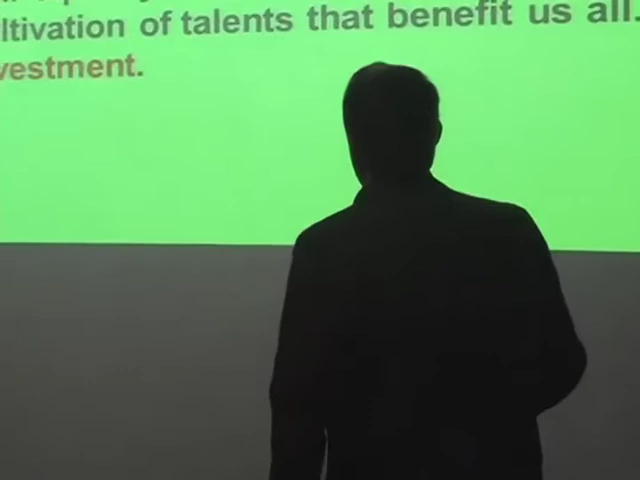 ltivation of talents that benefit us all.
vestment.